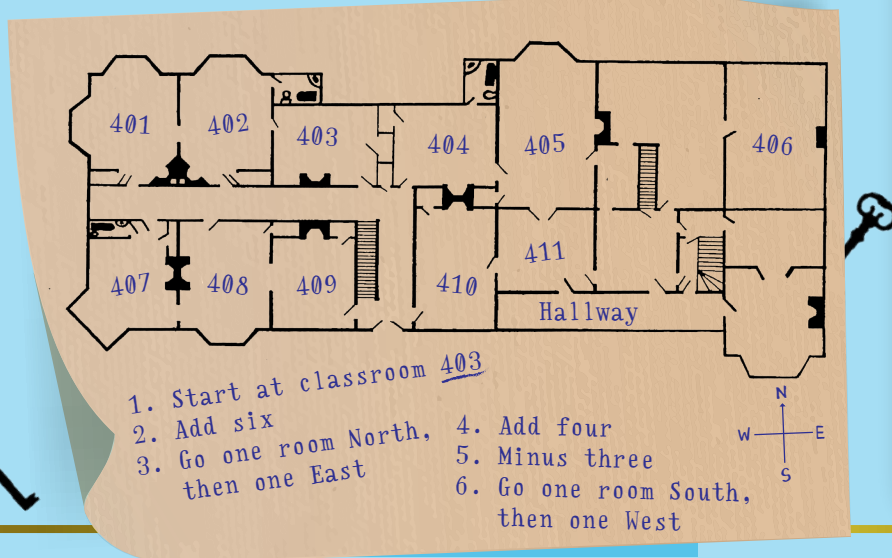 401
402
403
404
405
406
407
408
409
410
411
Hallway
1. Start at classroom 403
2. Add six
3. Go one room North,
then one East
4. Add four
5. Minus three
6. Go one room South,
then one West
N
W E
S